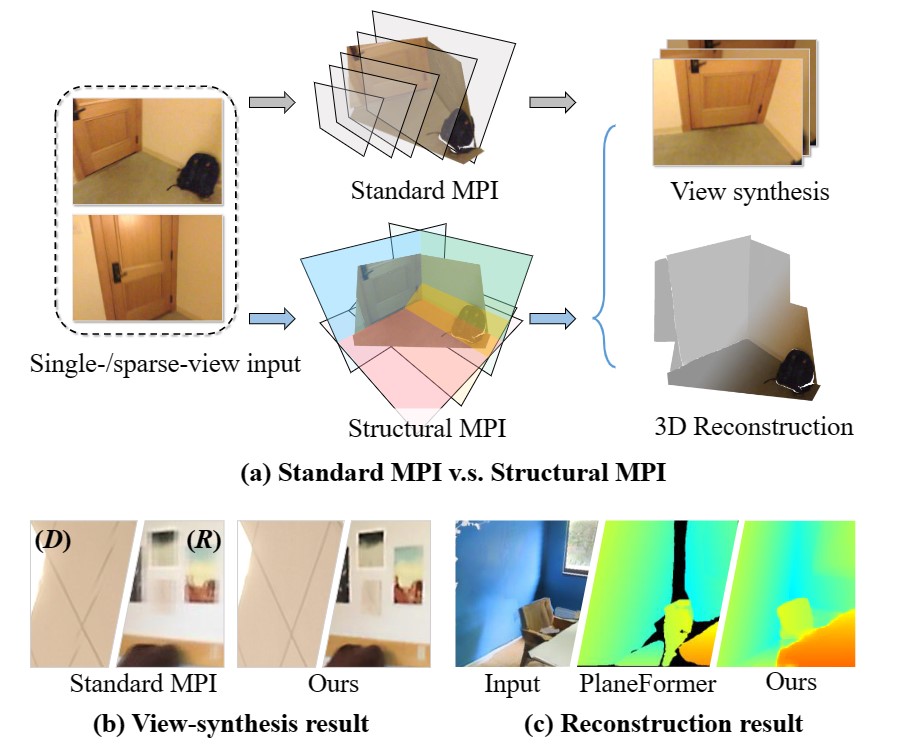 Standard MPI
View synthesis
Single-/sparse-view input
Structural MPI
3D Reconstruction
(a) Standard MPI v.s. Structural MPI
(D)
(R)
Standard MPI
Ours
Input
PlaneFormer
Ours
(b) View-synthesis result
(c) Reconstruction result